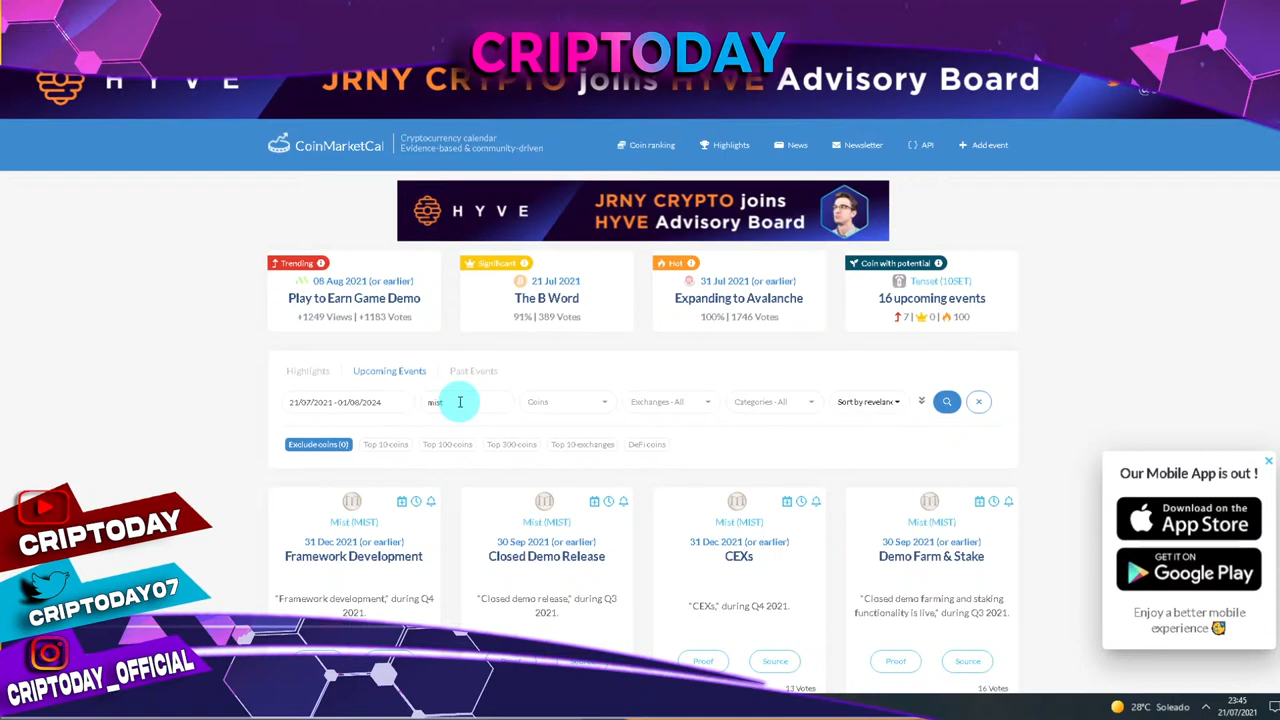 CRIPTODAY
HYVE
JRNY CRYPTO joins HYVE Advisory Board
CoinMarketCal
Cryptocurrency calendar
Evidence-based & community-driven
Coin ranking
Highlights
News
Newsletter
API
Add event
HYVE
JRNY CRYPTO joins
HYVE Advisory Board
Trending
08 Aug 2021 (or earlier)
Play to Earn Game Demo
+1249 Views | +1183 Votes
Significant
21 Jul 2021
The B Word
91% | 389 Votes
Hot
31 Jul 2021 (or earlier)
Expanding to Avalanche
100% | 1746 Votes
Coin with potential
Tenset (10SET)
16 upcoming events
7 | 0 | 100
Highlights
Upcoming Events
Past Events
21/07/2021 - 01/08/2024
mist
Coins
Exchanges - All
Categories - All
Sort by revelanc
Exclude coins (0)
Top 10 coins
Top 100 coins
Top 300 coins
Top 10 exchanges
DeFi coins
Mist (MIST)
31 Dec 2021 (or earlier)
Framework Development
"Framework development," during Q4
2021.
Mist (MIST)
30 Sep 2021 (or earlier)
Closed Demo Release
"Closed demo release," during Q3
2021.
Mist (MIST)
31 Dec 2021 (or earlier)
CEXs
"CEXs," during Q4 2021.
Proof
Source
13 Votes
Mist (MIST)
30 Sep 2021 (or earlier)
Demo Farm & Stake
"Closed demo farming and staking
functionality is live," during Q3 2021.
Proof
Source
16 Votes
Our Mobile App is out !
Download on the
App Store
GET IT ON
Google Play
Enjoy a better mobile
experience
CRIPTODAY
CRIPTODAY07
CRIPTODAY_OFFICIAL
28°C Soleado
23:45
21/07/2021